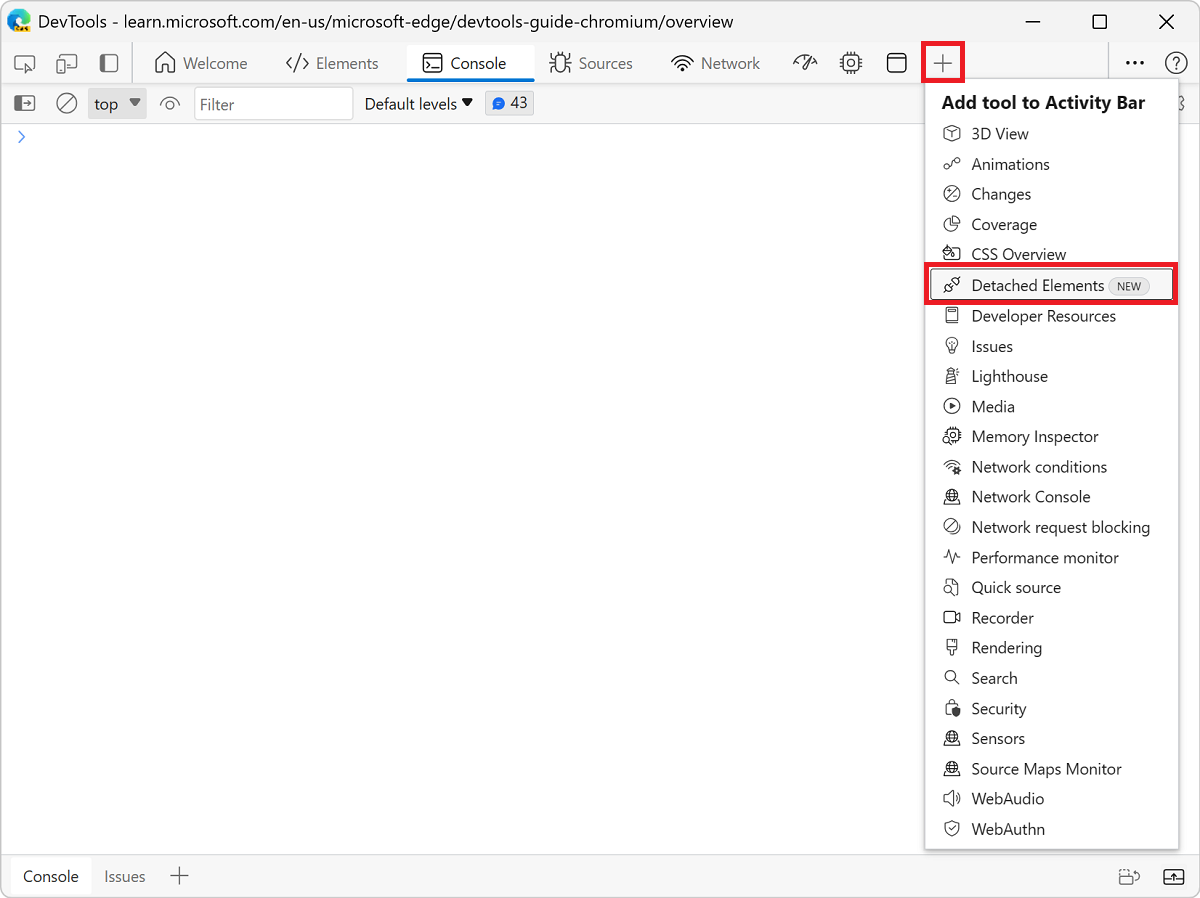 DevTools - learn.microsoft.com/en-us/microsoft-edge/devtools-guide-chromium/overview
Welcome Elements Console Sources Network
top Filter Default levels 43
Add tool to Activity Bar
3D View
Animations
Changes
Coverage
CSS Overview
Detached Elements NEW
Developer Resources
Issues
Lighthouse
Media
Memory Inspector
Network conditions
Network Console
Network request blocking
Performance monitor
Quick source
Recorder
Rendering
Search
Security
Sensors
Source Maps Monitor
WebAudio
WebAuthn
Console Issues